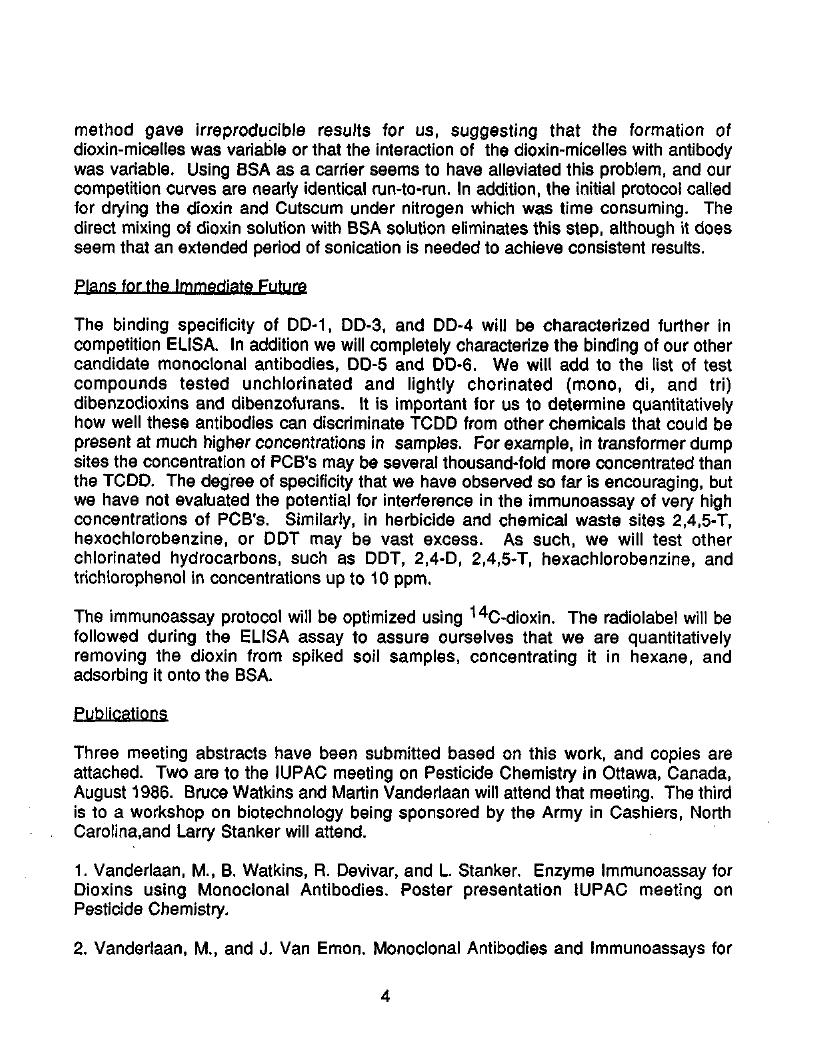 method gave irreproducible results for us, suggesting that the formation of
dioxin-micelles was variable or that the interaction of the dioxin-micelles with antibody
was variable. Using BSA as a carrier seems to have alleviated this problem, and our
competition curves are nearly identical run-to-run. In addition, the initial protocol called
for drying the dioxin and Cutscum under nitrogen which was time consuming. The
direct mixing of dioxin solution with BSA solution eliminates this step, although it does
seem that an extended period of sonication is needed to achieve consistent results.
Plans for the Immediate Future
The binding specificity of DD-1, DD-3, and DD-4 will be characterized further in
competition ELISA. In addition we will completely characterize the binding of our other
candidate monoclonal antibodies, DD-5 and DD-6. We will add to the list of test
compounds tested unchlorinated and lightly chorinated (mono, di, and tri)
dibenzodioxins and dibenzofurans. It is important for us to determine quantitatively
how well these antibodies can discriminate TCDD from other chemicals that could be
present at much higher concentrations in samples. For example, in transformer dump
sites the concentration of PCB's may be several thousand-fold more concentrated than
the TCDD. The degree of specificity that we have observed so far is encouraging, but
we have not evaluated the potential for interference in the immunoassay of very high
concentrations of PCB's. Similarly, in herbicide and chemical waste sites 2,4,5-T,
hexochlorobenzine, or DDT may be vast excess. As such, we will test other
chlorinated hydrocarbons, such as DDT, 2,4-D, 2,4,5-T, hexachlorobenzine, and
trichlorophenol in concentrations up to 10 ppm.
The immunoassay protocol will be optimized using 14C-dioxin. The radiolabel will be
followed during the ELISA assay to assure ourselves that we are quantitatively
removing the dioxin from spiked soil samples, concentrating it in hexane, and
adsorbing it onto the BSA.
Publications
Three meeting abstracts have been submitted based on this work, and copies are
attached. Two are to the IUPAC meeting on Pesticide Chemistry in Ottawa, Canada,
August 1986. Bruce Watkins and Martin Vanderlaan will attend that meeting. The third
is to a workshop on biotechnology being sponsored by the Army in Cashiers, North
Carolina,and Larry Stanker will attend.
1. Vanderlaan, M., B. Watkins, R. Devivar, and L. Stanker. Enzyme Immunoassay for
Dioxins using Monoclonal Antibodies. Poster presentation IUPAC meeting on
Pesticide Chemistry.
2. Vanderlaan, M., and J. Van Emon. Monoclonal Antibodies and Immunoassays for
4